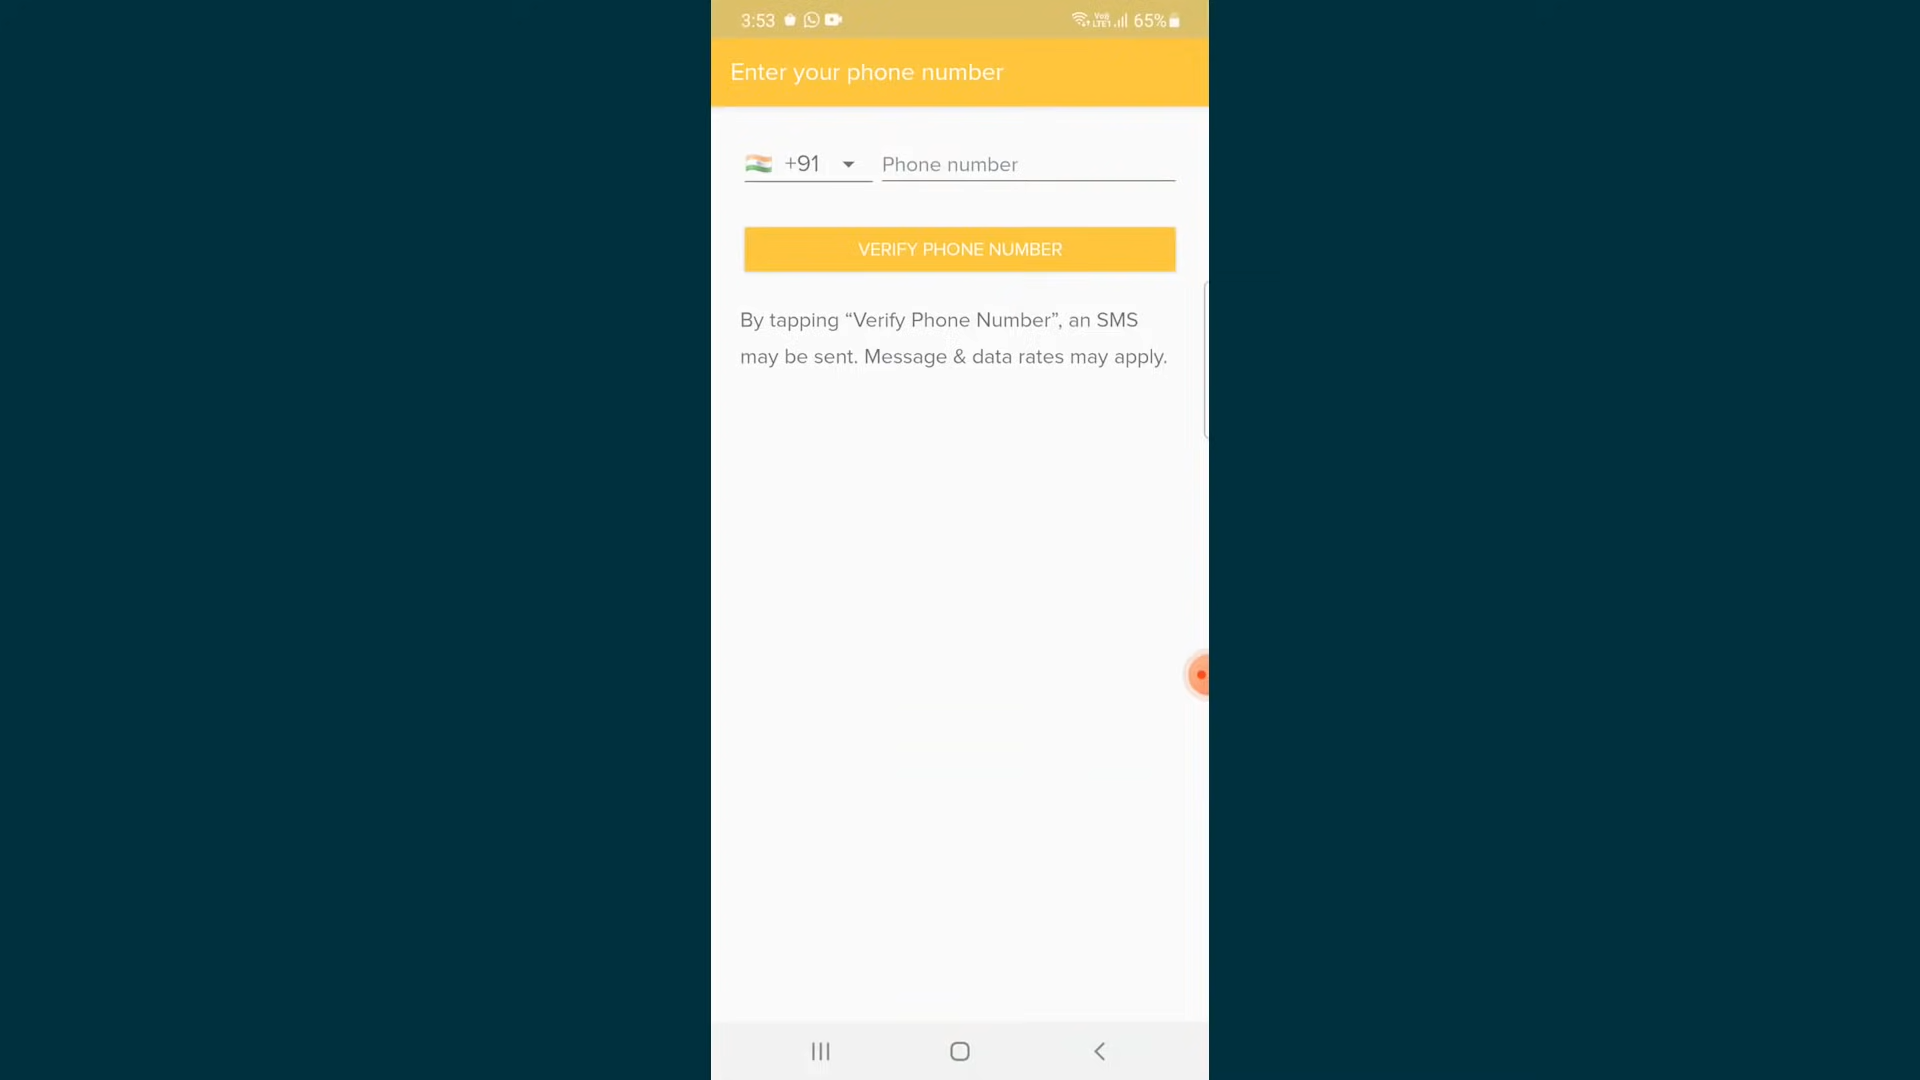 3:53
65%
Enter your phone number
+91
Phone number
VERIFY PHONE NUMBER
By tapping “Verify Phone Number”, an SMS
may be sent. Message & data rates may apply.